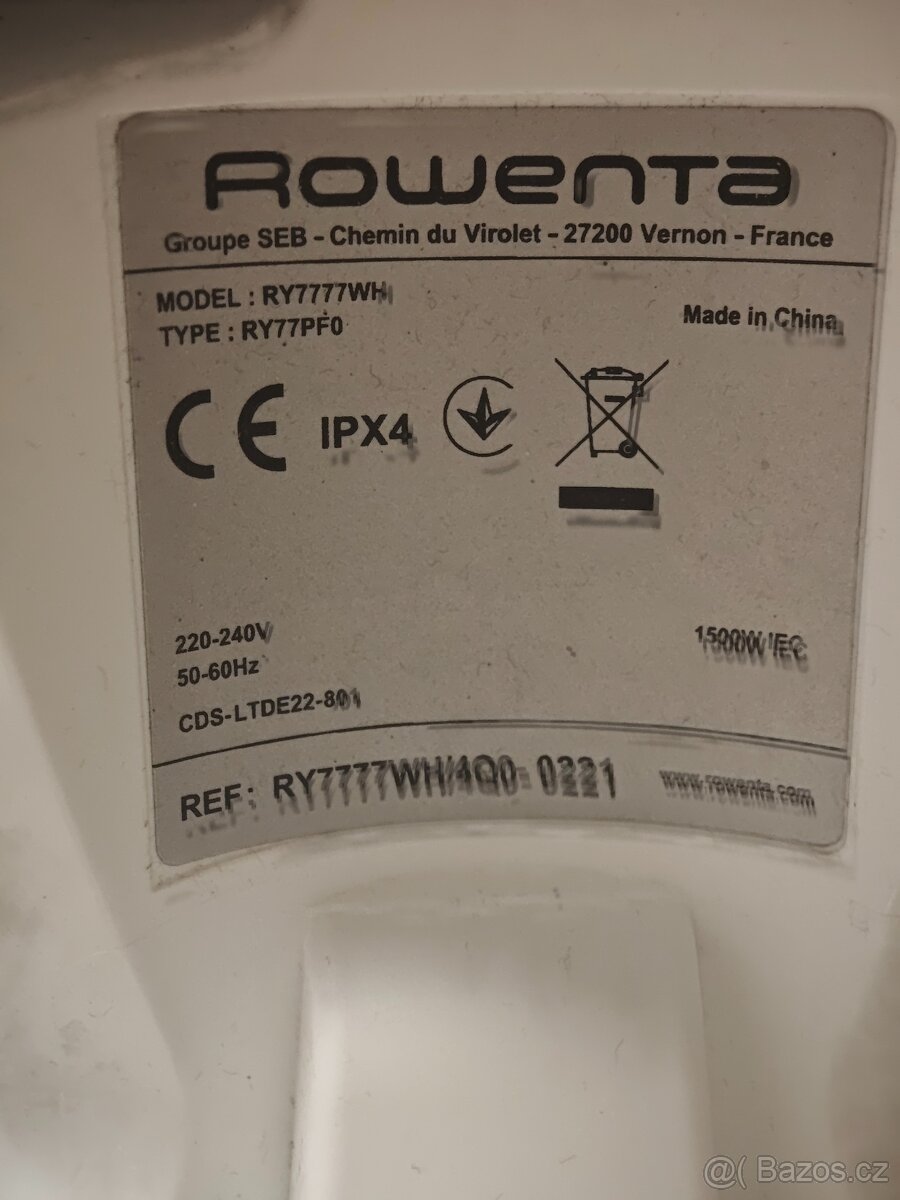 Rowenta
Groupe SEB - Chemin du Virolet - 27200 Vernon - France
MODEL : RY7777WH
TYPE : RY77PF0
Made in China
CE IPX4
220-240V
50-60Hz
1500W IEC
CDS-LTDE22-801
REF: RY7777WH/4Q0- 0221
www.rowenta.com
@( Bazos.cz